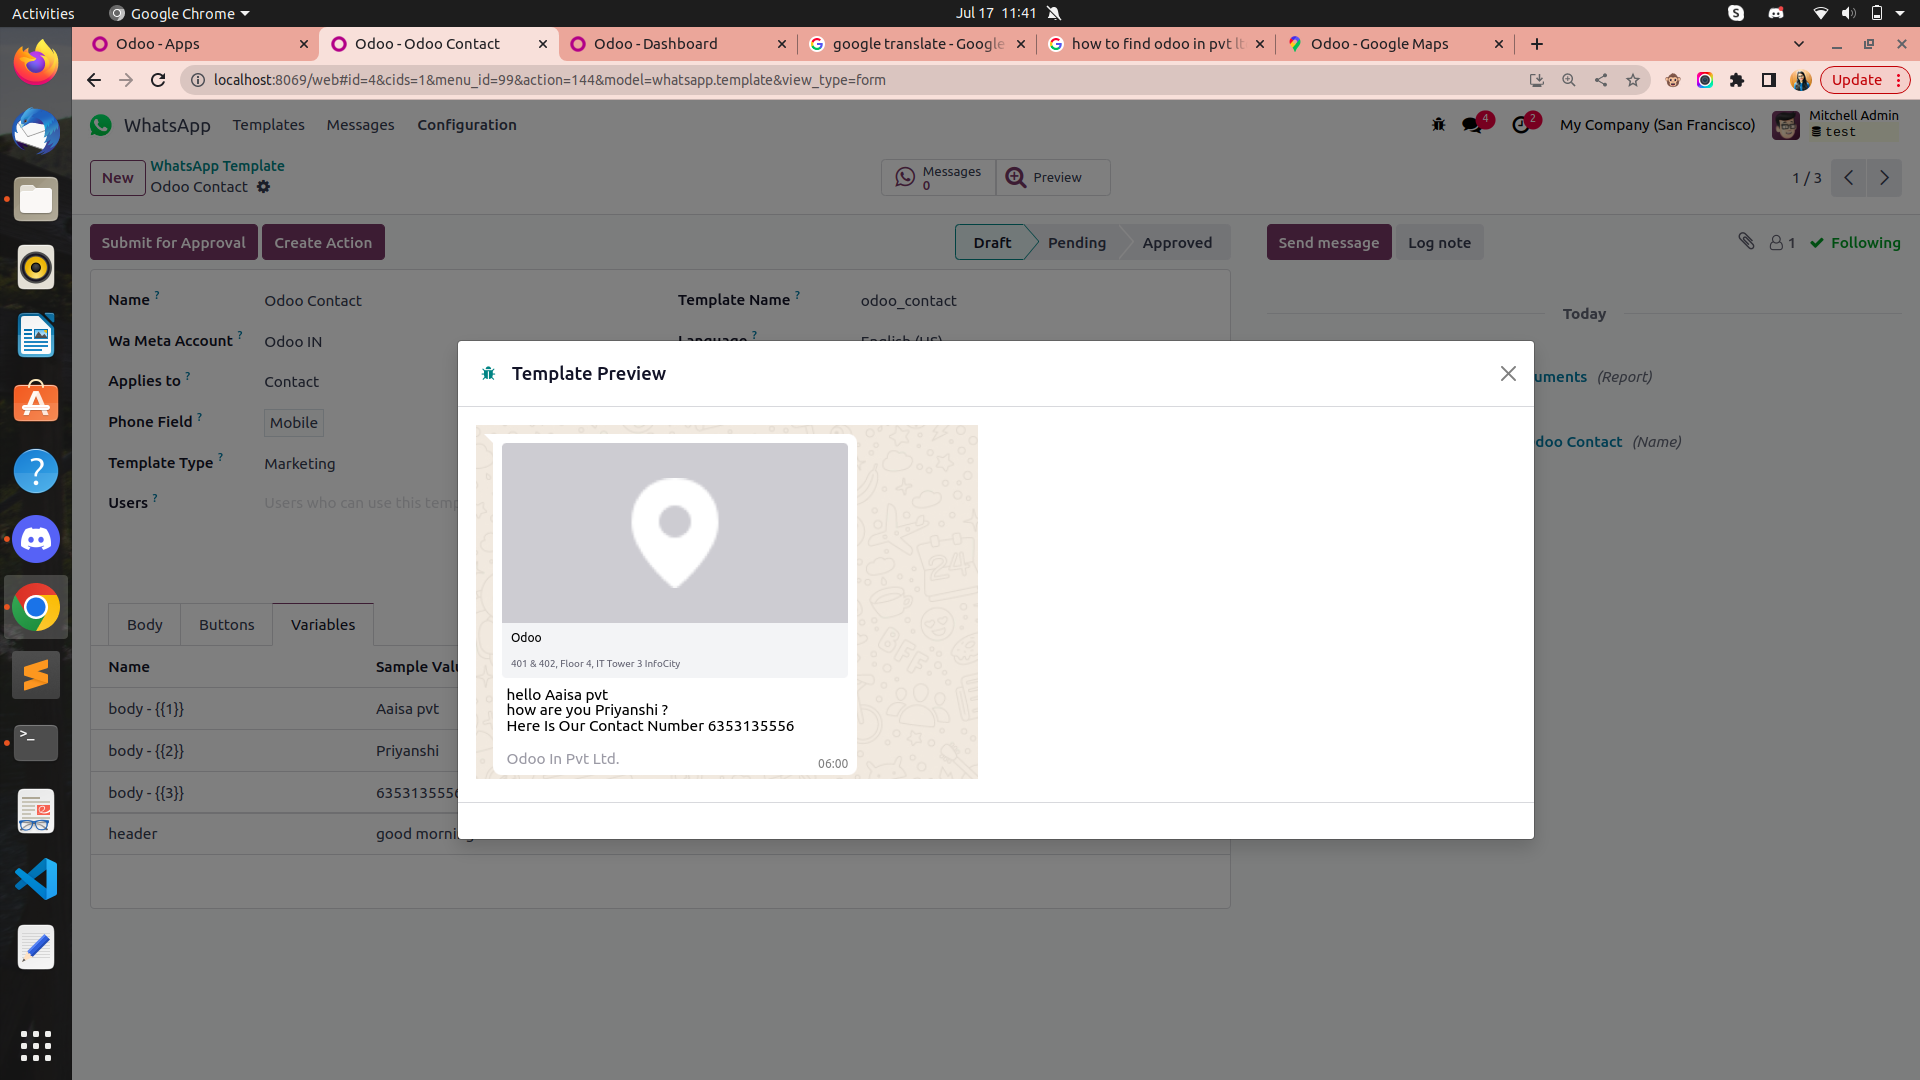 Activities
Google Chrome
Jul 17 11:41
Odoo - Apps
Odoo - Odoo Contact
Odoo - Dashboard
google translate - Google
how to find odoo in pvt lt
Odoo - Google Maps
localhost:8069/web#id=4&cids=1&menu_id=99&action=144&model=whatsapp.template&view_type=form
Update
WhatsApp
Templates
Messages
Configuration
4
2
My Company (San Francisco)
Mitchell Admin
test
New
WhatsApp Template
Odoo Contact
Messages
0
Preview
1 / 3
Submit for Approval
Create Action
Draft
Pending
Approved
Send message
Log note
1
Following
Name ?
Odoo Contact
Template Name ?
odoo_contact
Today
Wa Meta Account ?
Odoo IN
Language ?
English (US)
Applies to ?
Contact
Phone Field ?
Mobile
Template Type ?
Marketing
Users ?
Users who can use this temp
uments (Report)
doo Contact (Name)
Template Preview
Odoo
401 & 402, Floor 4, IT Tower 3 InfoCity
hello Aaisa pvt
how are you Priyanshi ?
Here Is Our Contact Number 6353135556
Odoo In Pvt Ltd.
06:00
Body
Buttons
Variables
Name
Sample Valu
body - {{1}}
Aaisa pvt
body - {{2}}
Priyanshi
body - {{3}}
6353135556
header
good morning